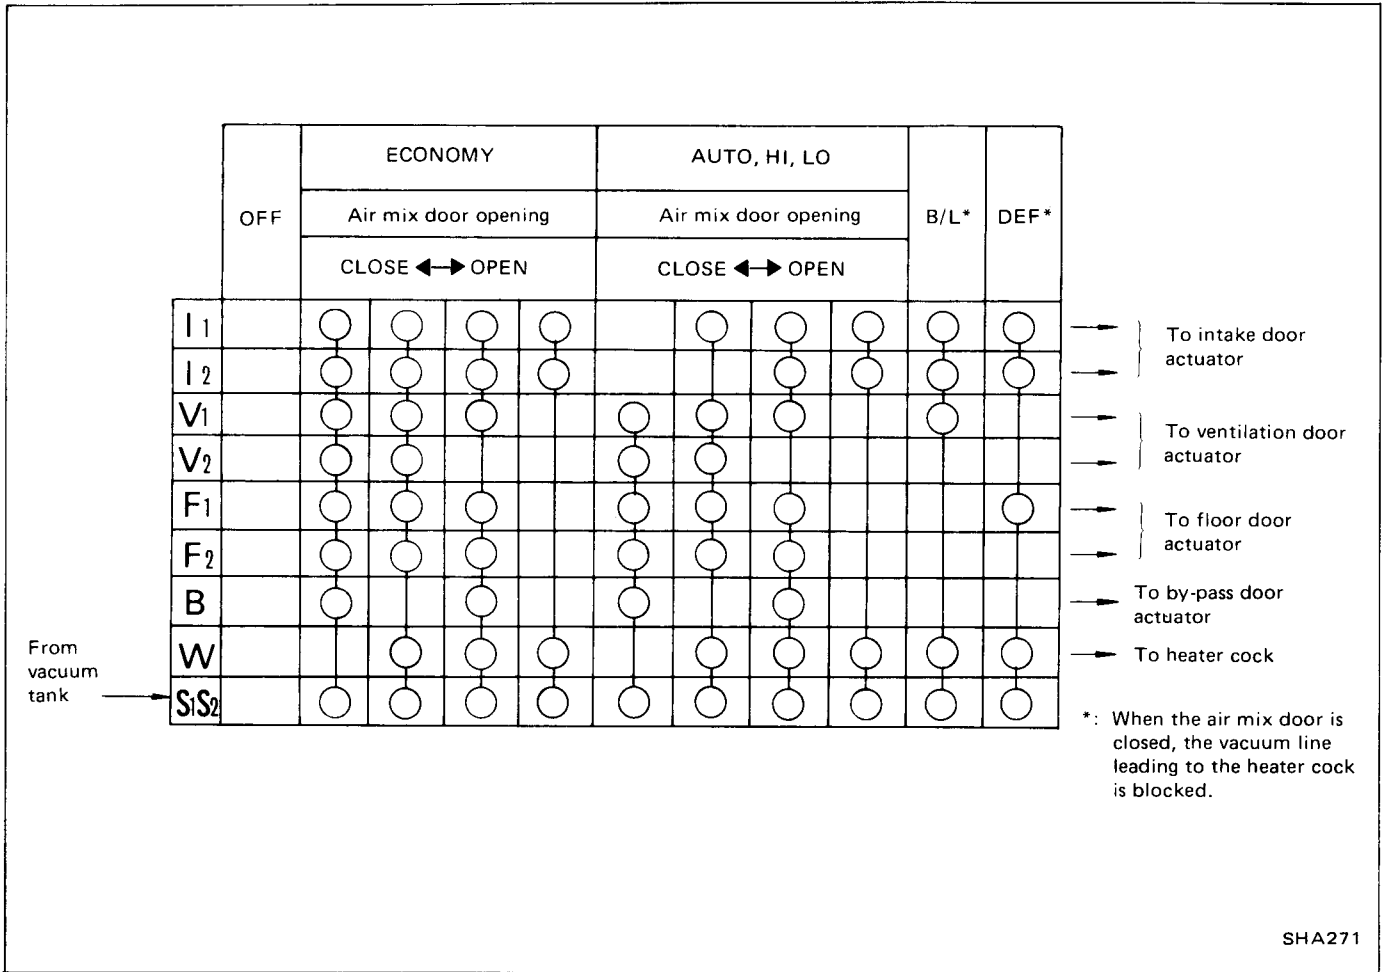 OFF
ECONOMY
AUTO, HI, LO
B/L*
DEF*
Air mix door opening
Air mix door opening
CLOSE ◄─► OPEN
CLOSE ◄─► OPEN
I1
I2
V1
V2
F1
F2
B
W
S1S2
From
vacuum
tank
To intake door
actuator
To ventilation door
actuator
To floor door
actuator
To by-pass door
actuator
To heater cock
*: When the air mix door is
closed, the vacuum line
leading to the heater cock
is blocked.
SHA271